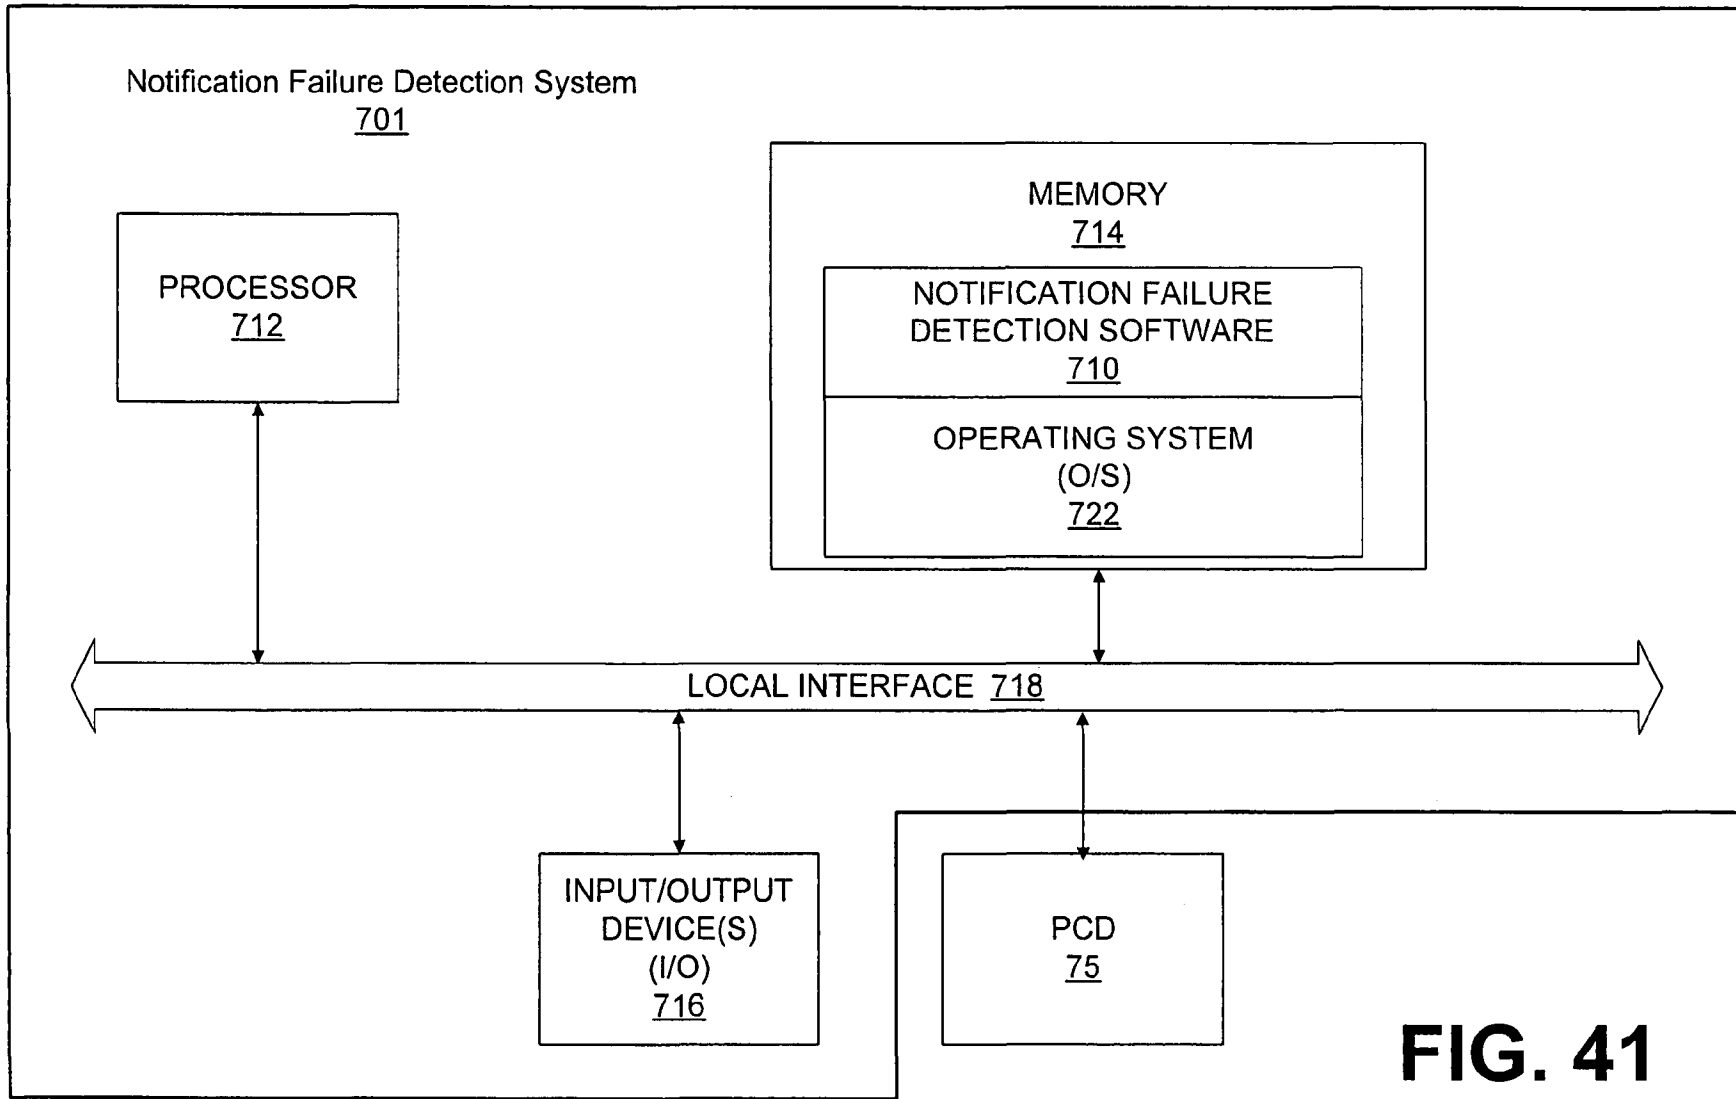 Notification Failure Detection System
701
MEMORY
714
PROCESSOR
712
NOTIFICATION FAILURE
DETECTION SOFTWARE
710
OPERATING SYSTEM
(O/S)
722
LOCAL INTERFACE 718
INPUT/OUTPUT
DEVICE(S)
(I/O)
716
PCD
75
FIG. 41